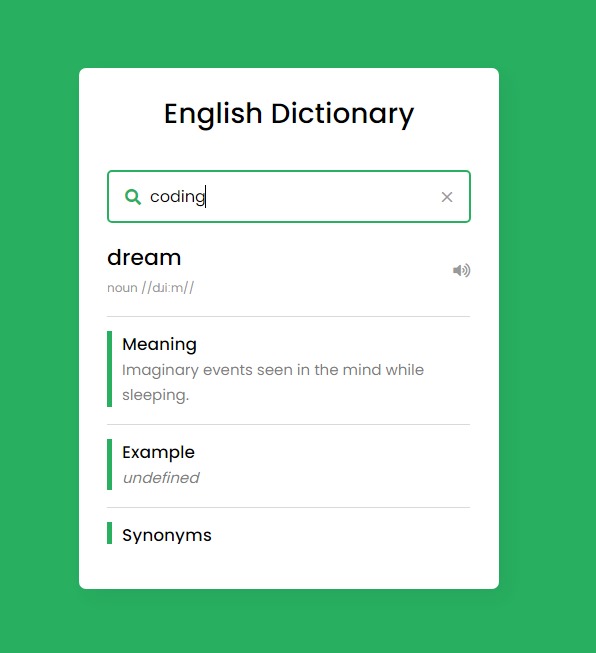 English Dictionary
coding
dream
noun //dɹiːm//
Meaning
Imaginary events seen in the mind while
sleeping.
Example
undefined
Synonyms